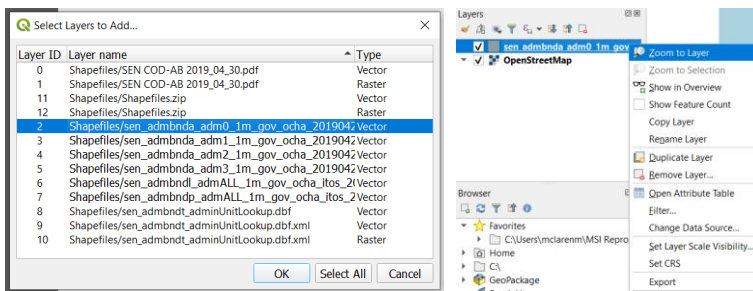 Select Layers to Add...
Layer ID Layer name Type
0 Shapefiles/SEN COD-AB 2019_04_30.pdf Vector
1 Shapefiles/SEN COD-AB 2019_04_30.pdf Raster
11 Shapefiles/Shapefiles.zip Vector
12 Shapefiles/Shapefiles.zip Raster
2 Shapefiles/sen_admbnda_adm0_1m_gov_ocha_201904 Vector
3 Shapefiles/sen_admbnda_adm1_1m_gov_ocha_201904 Vector
4 Shapefiles/sen_admbnda_adm2_1m_gov_ocha_201904 Vector
5 Shapefiles/sen_admbnda_adm3_1m_gov_ocha_201904 Vector
6 Shapefiles/sen_admbndl_admALL_1m_gov_ocha_itos_2 Vector
7 Shapefiles/sen_admbndp_admALL_1m_gov_ocha_itos_2 Vector
8 Shapefiles/sen_admbndt_adminUnitLookup.dbf Vector
9 Shapefiles/sen_admbndt_adminUnitLookup.dbf.xml Vector
10 Shapefiles/sen_admbndt_adminUnitLookup.dbf.xml Raster
OK Select All Cancel
Layers
sen_admbnda_adm0_1m_gov
OpenStreetMap
Browser
Favorites
C:\Users\mclarenm\MSI Repro
Home
C:\
GeoPackage
Zoom to Layer
Zoom to Selection
Show in Overview
Show Feature Count
Copy Layer
Rename Layer
Duplicate Layer
Remove Layer...
Open Attribute Table
Filter...
Change Data Source...
Set Layer Scale Visibility...
Set CRS
Export